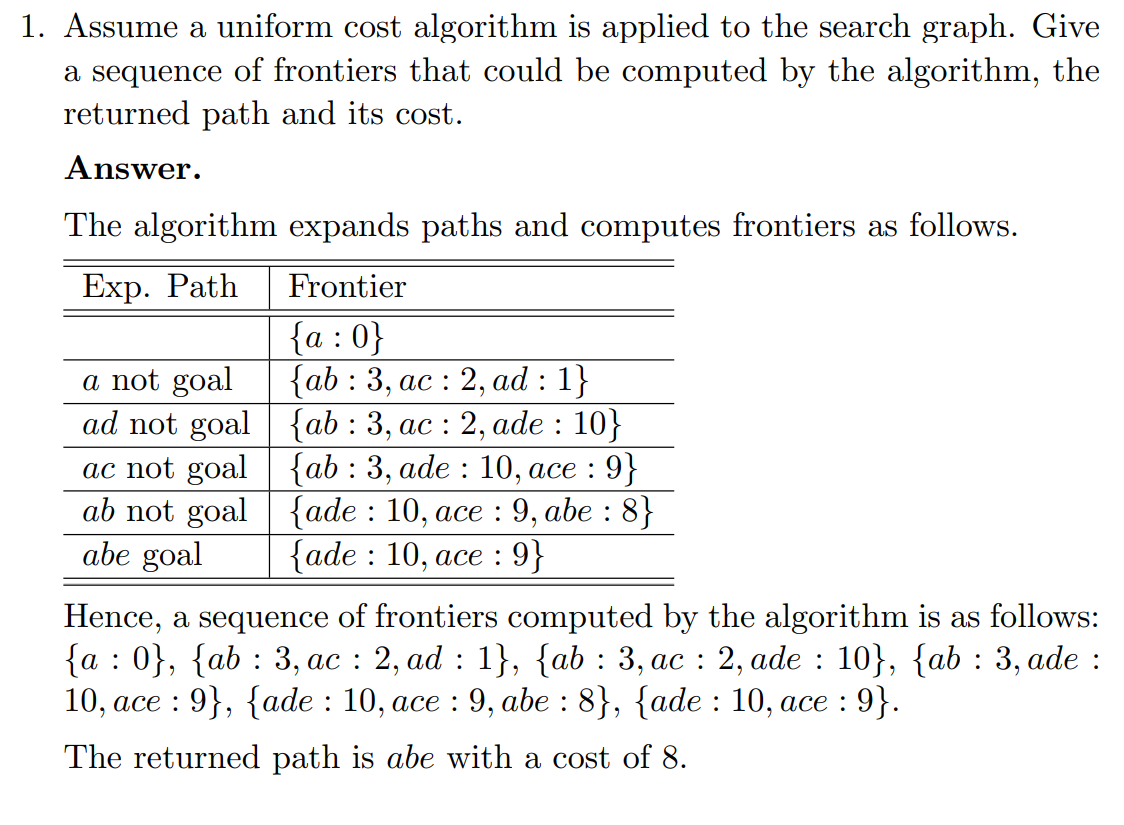 1. Assume a uniform cost algorithm is applied to the search graph. Give
a sequence of frontiers that could be computed by the algorithm, the
returned path and its cost.
Answer.
The algorithm expands paths and computes frontiers as follows.
Exp. Path Frontier
{a : 0}
a not goal {ab : 3, ac : 2, ad : 1}
ad not goal {ab : 3, ac : 2, ade : 10}
ac not goal {ab : 3, ade : 10, ace : 9}
ab not goal {ade : 10, ace : 9, abe : 8}
abe goal {ade : 10, ace : 9}
Hence, a sequence of frontiers computed by the algorithm is as follows:
{a : 0}, {ab : 3, ac : 2, ad : 1}, {ab : 3, ac : 2, ade : 10}, {ab : 3, ade :
10, ace : 9}, {ade : 10, ace : 9, abe : 8}, {ade : 10, ace : 9}.
The returned path is abe with a cost of 8.